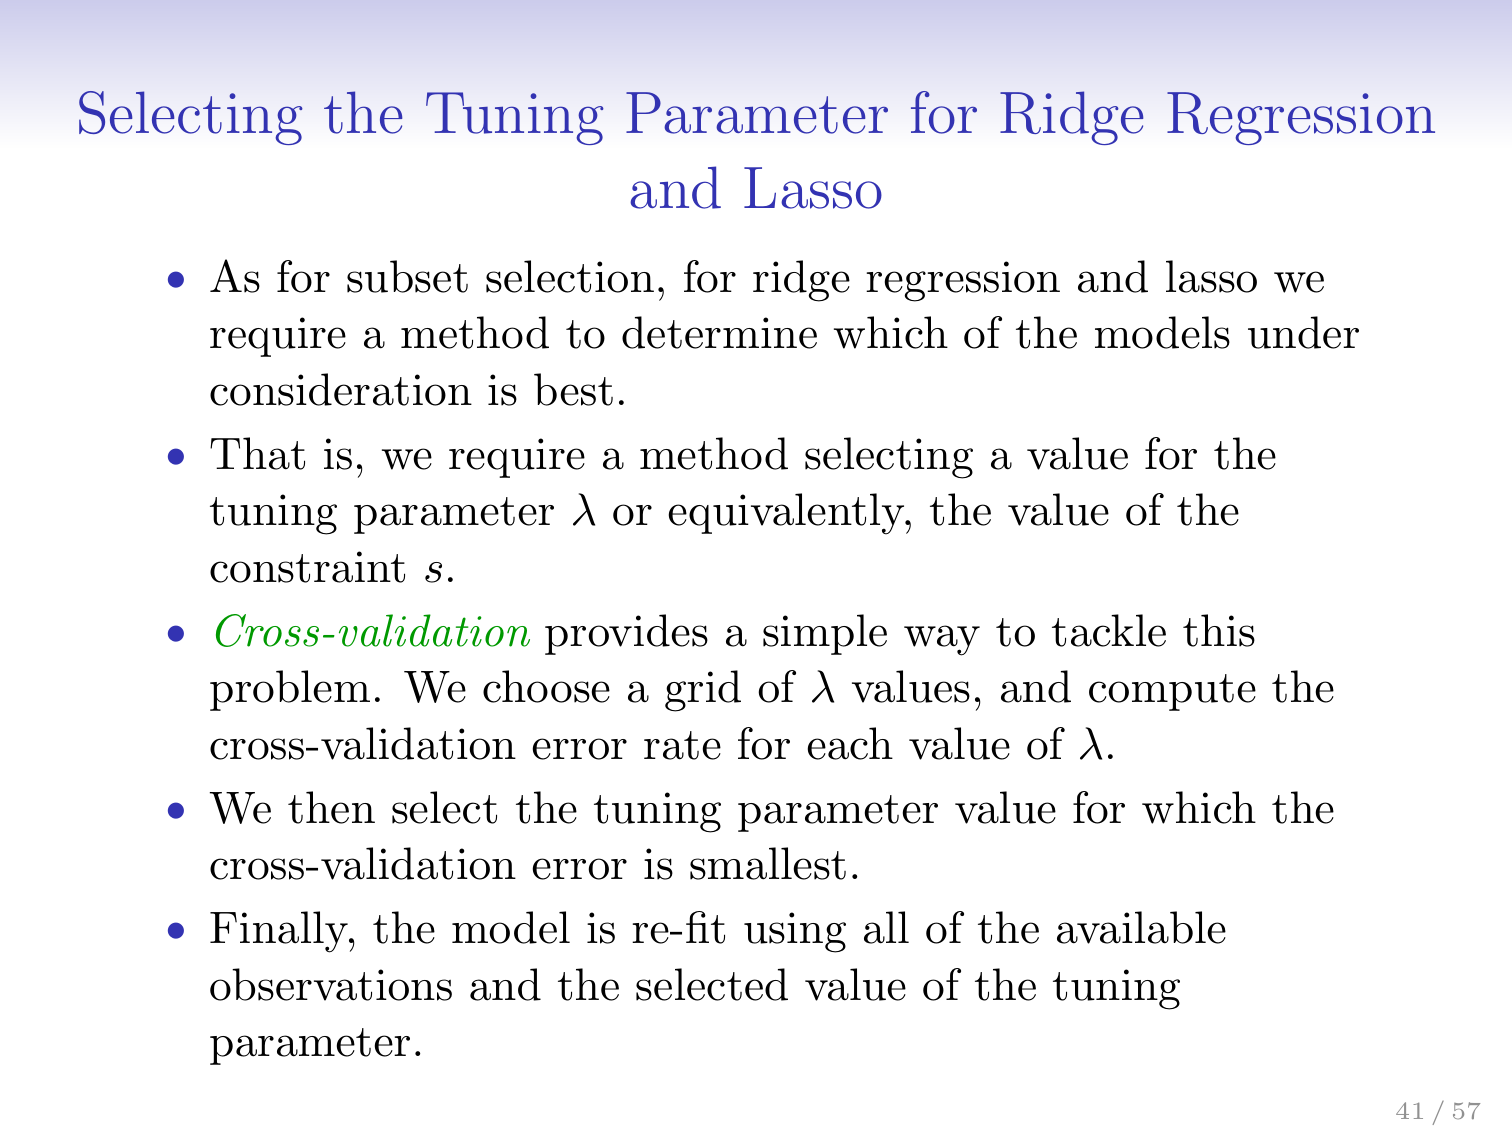 Selecting the Tuning Parameter for Ridge Regression
and Lasso
• As for subset selection, for ridge regression and lasso we
require a method to determine which of the models under
consideration is best.
• That is, we require a method selecting a value for the
tuning parameter λ or equivalently, the value of the
constraint s.
• Cross-validation provides a simple way to tackle this
problem. We choose a grid of λ values, and compute the
cross-validation error rate for each value of λ.
• We then select the tuning parameter value for which the
cross-validation error is smallest.
• Finally, the model is re-fit using all of the available
observations and the selected value of the tuning
parameter.
41 / 57